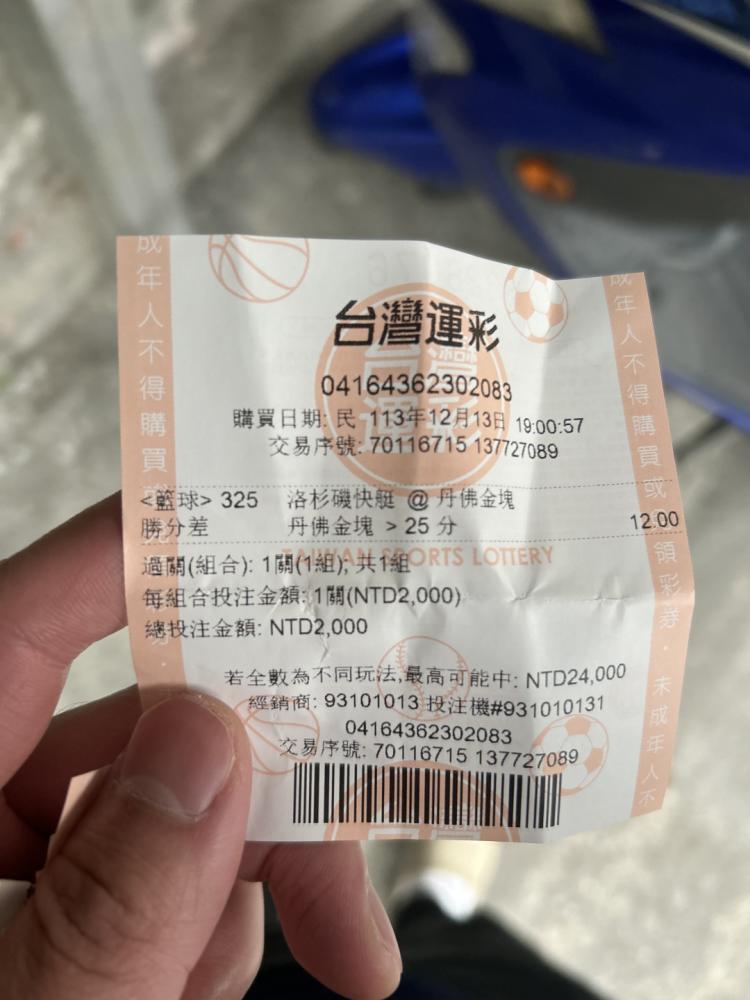 台灣運彩
04164362302083
購買日期: 民 113年12月13日 19:00:57
交易序號: 70116715 137727089
<籃球> 325 洛杉磯快艇 @ 丹佛金塊
勝分差 丹佛金塊 > 25 分 12.00
TAIWAN SPORTS LOTTERY
過關(組合): 1關(1組); 共1組
每組合投注金額: 1關(NTD2,000)
總投注金額: NTD2,000
若全數為不同玩法,最高可能中: NTD24,000
經銷商: 93101013 投注機#931010131
04164362302083
交易序號: 70116715 137727089
成年人不得購買或
成年人不得購買或領彩券．未成年人不